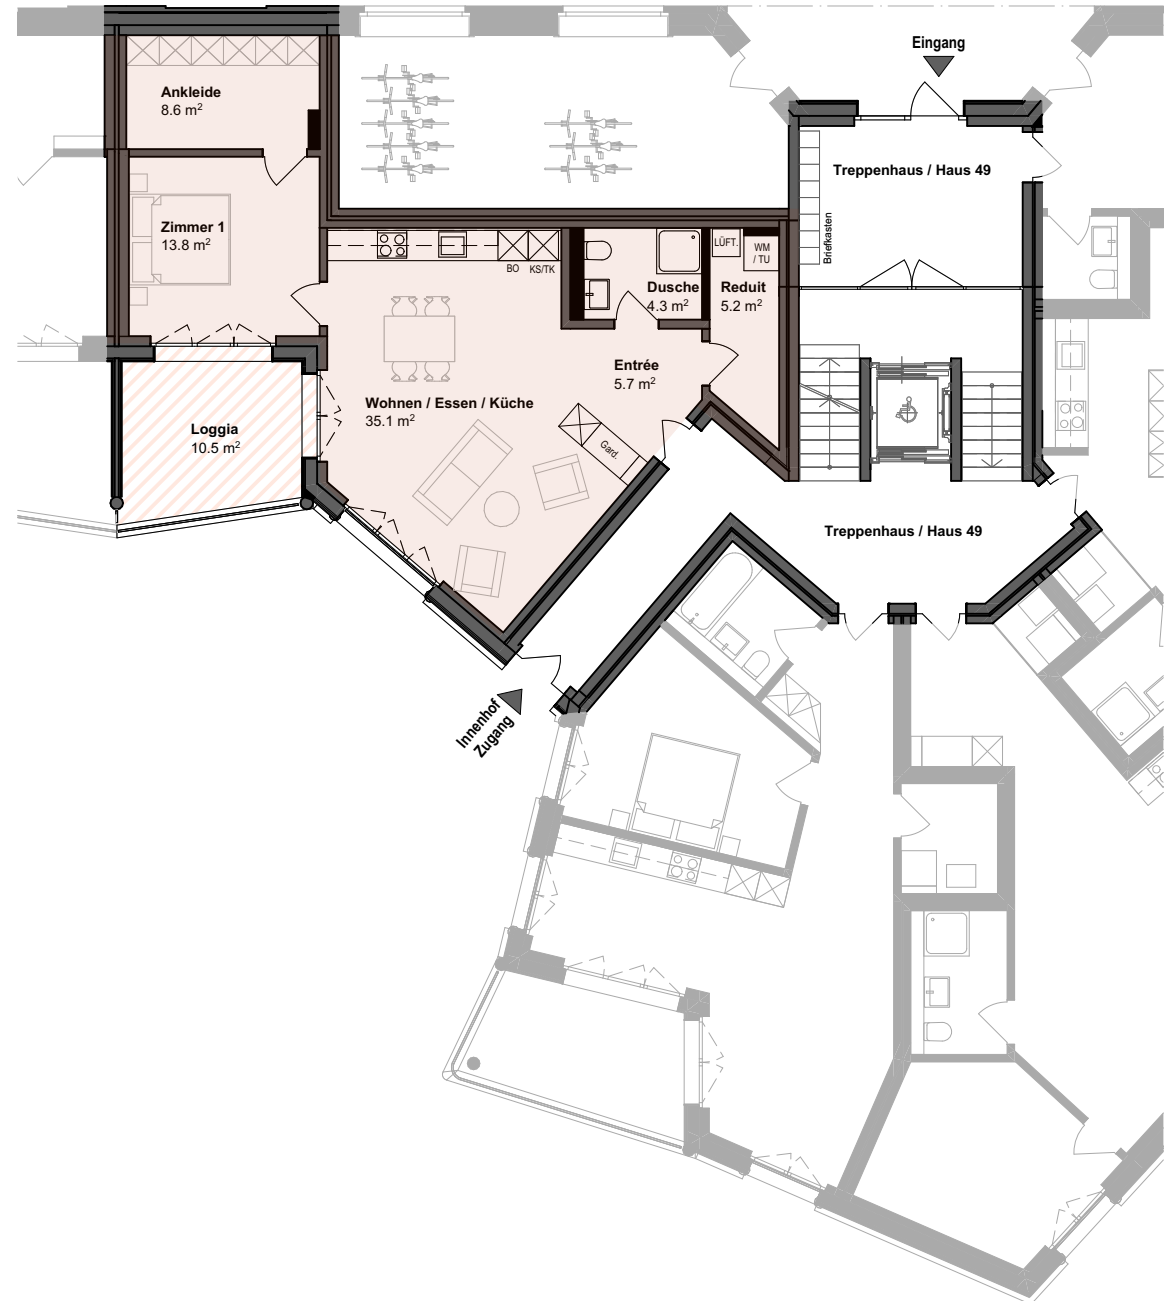 Eingang
Ankleide
8.6 m²
Treppenhaus / Haus 49
Briefkasten
Zimmer 1
13.8 m²
LÜFT.
WM
/ TU
BO
KS/TK
Dusche
4.3 m²
Reduit
5.2 m²
Entrée
5.7 m²
Wohnen / Essen / Küche
35.1 m²
Loggia
10.5 m²
Gard.
Treppenhaus / Haus 49
Innenhof
Zugang